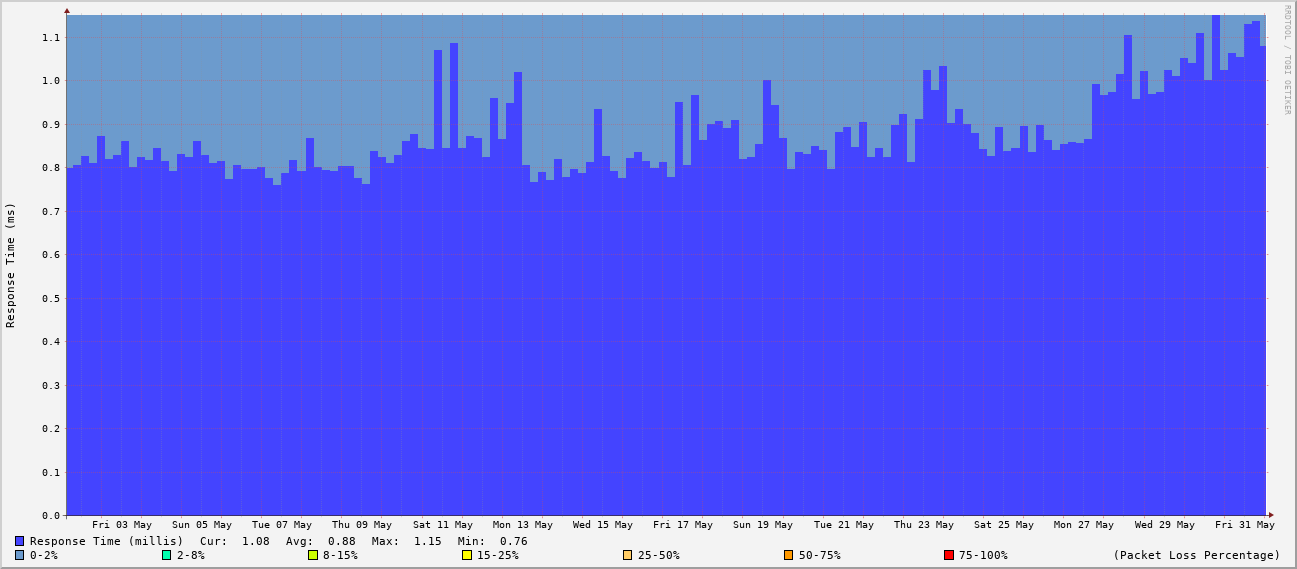 RRDTOOL / TOBI OETIKER
Response Time (ms)
1.1
1.0
0.9
0.8
0.7
0.6
0.5
0.4
0.3
0.2
0.1
0.0
Fri 03 May Sun 05 May Tue 07 May Thu 09 May Sat 11 May Mon 13 May Wed 15 May Fri 17 May Sun 19 May Tue 21 May Thu 23 May Sat 25 May Mon 27 May Wed 29 May Fri 31 May
Response Time (millis) Cur: 1.08 Avg: 0.88 Max: 1.15 Min: 0.76
0-2% 2-8% 8-15% 15-25% 25-50% 50-75% 75-100% (Packet Loss Percentage)